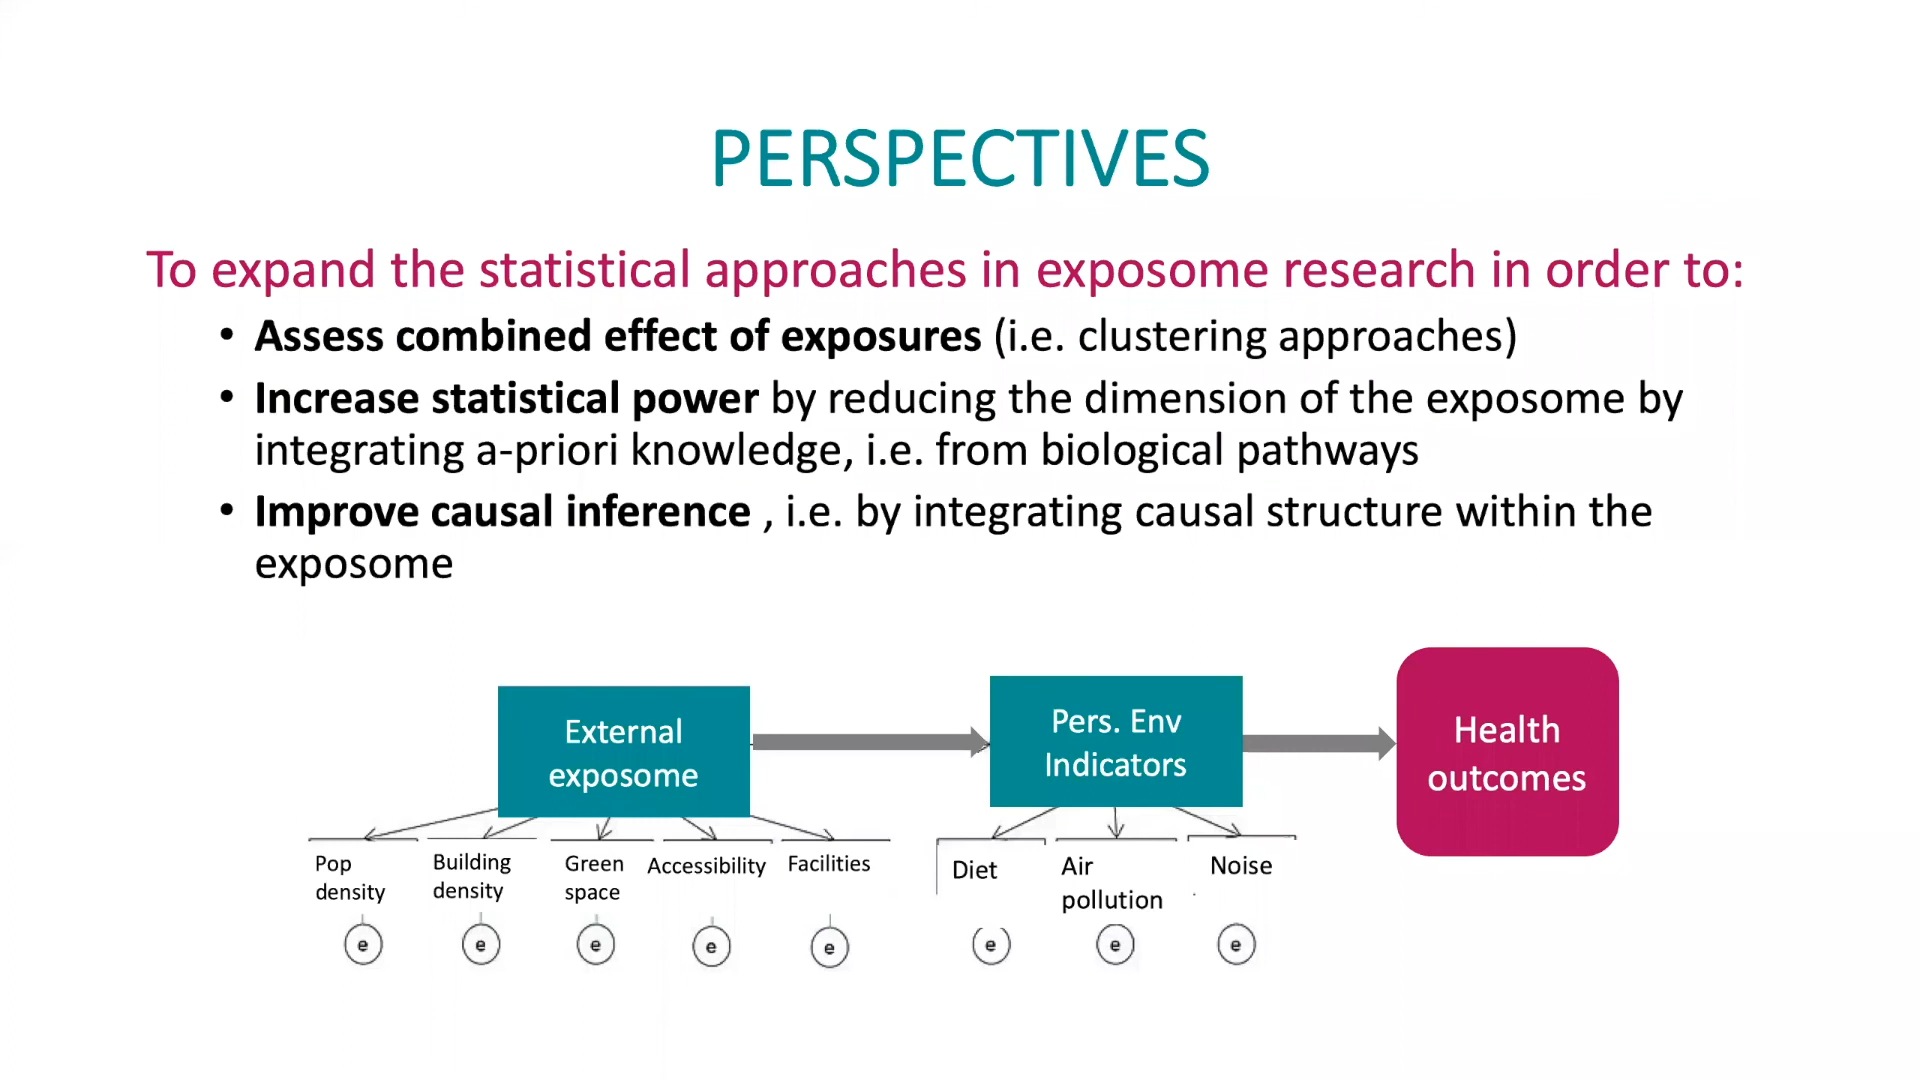 PERSPECTIVES
To expand the statistical approaches in exposome research in order to:
• Assess combined effect of exposures (i.e. clustering approaches)
• Increase statistical power by reducing the dimension of the exposome by
integrating a-priori knowledge, i.e. from biological pathways
• Improve causal inference , i.e. by integrating causal structure within the
exposome
External
exposome
Pers. Env
Indicators
Health
outcomes
Pop
density
Building
density
Green
space
Accessibility
Facilities
Diet
Air
pollution
Noise
e
e
e
e
e
e
e
e